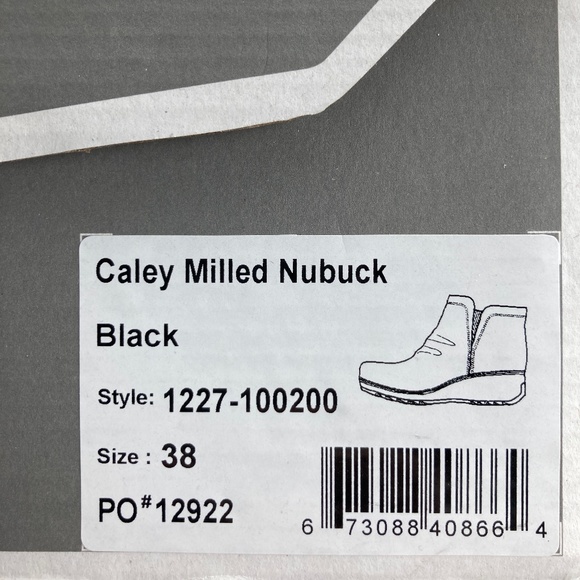 Caley Milled Nubuck
Black
Style: 1227-100200
Size : 38
PO#12922
6 73088 40866 4